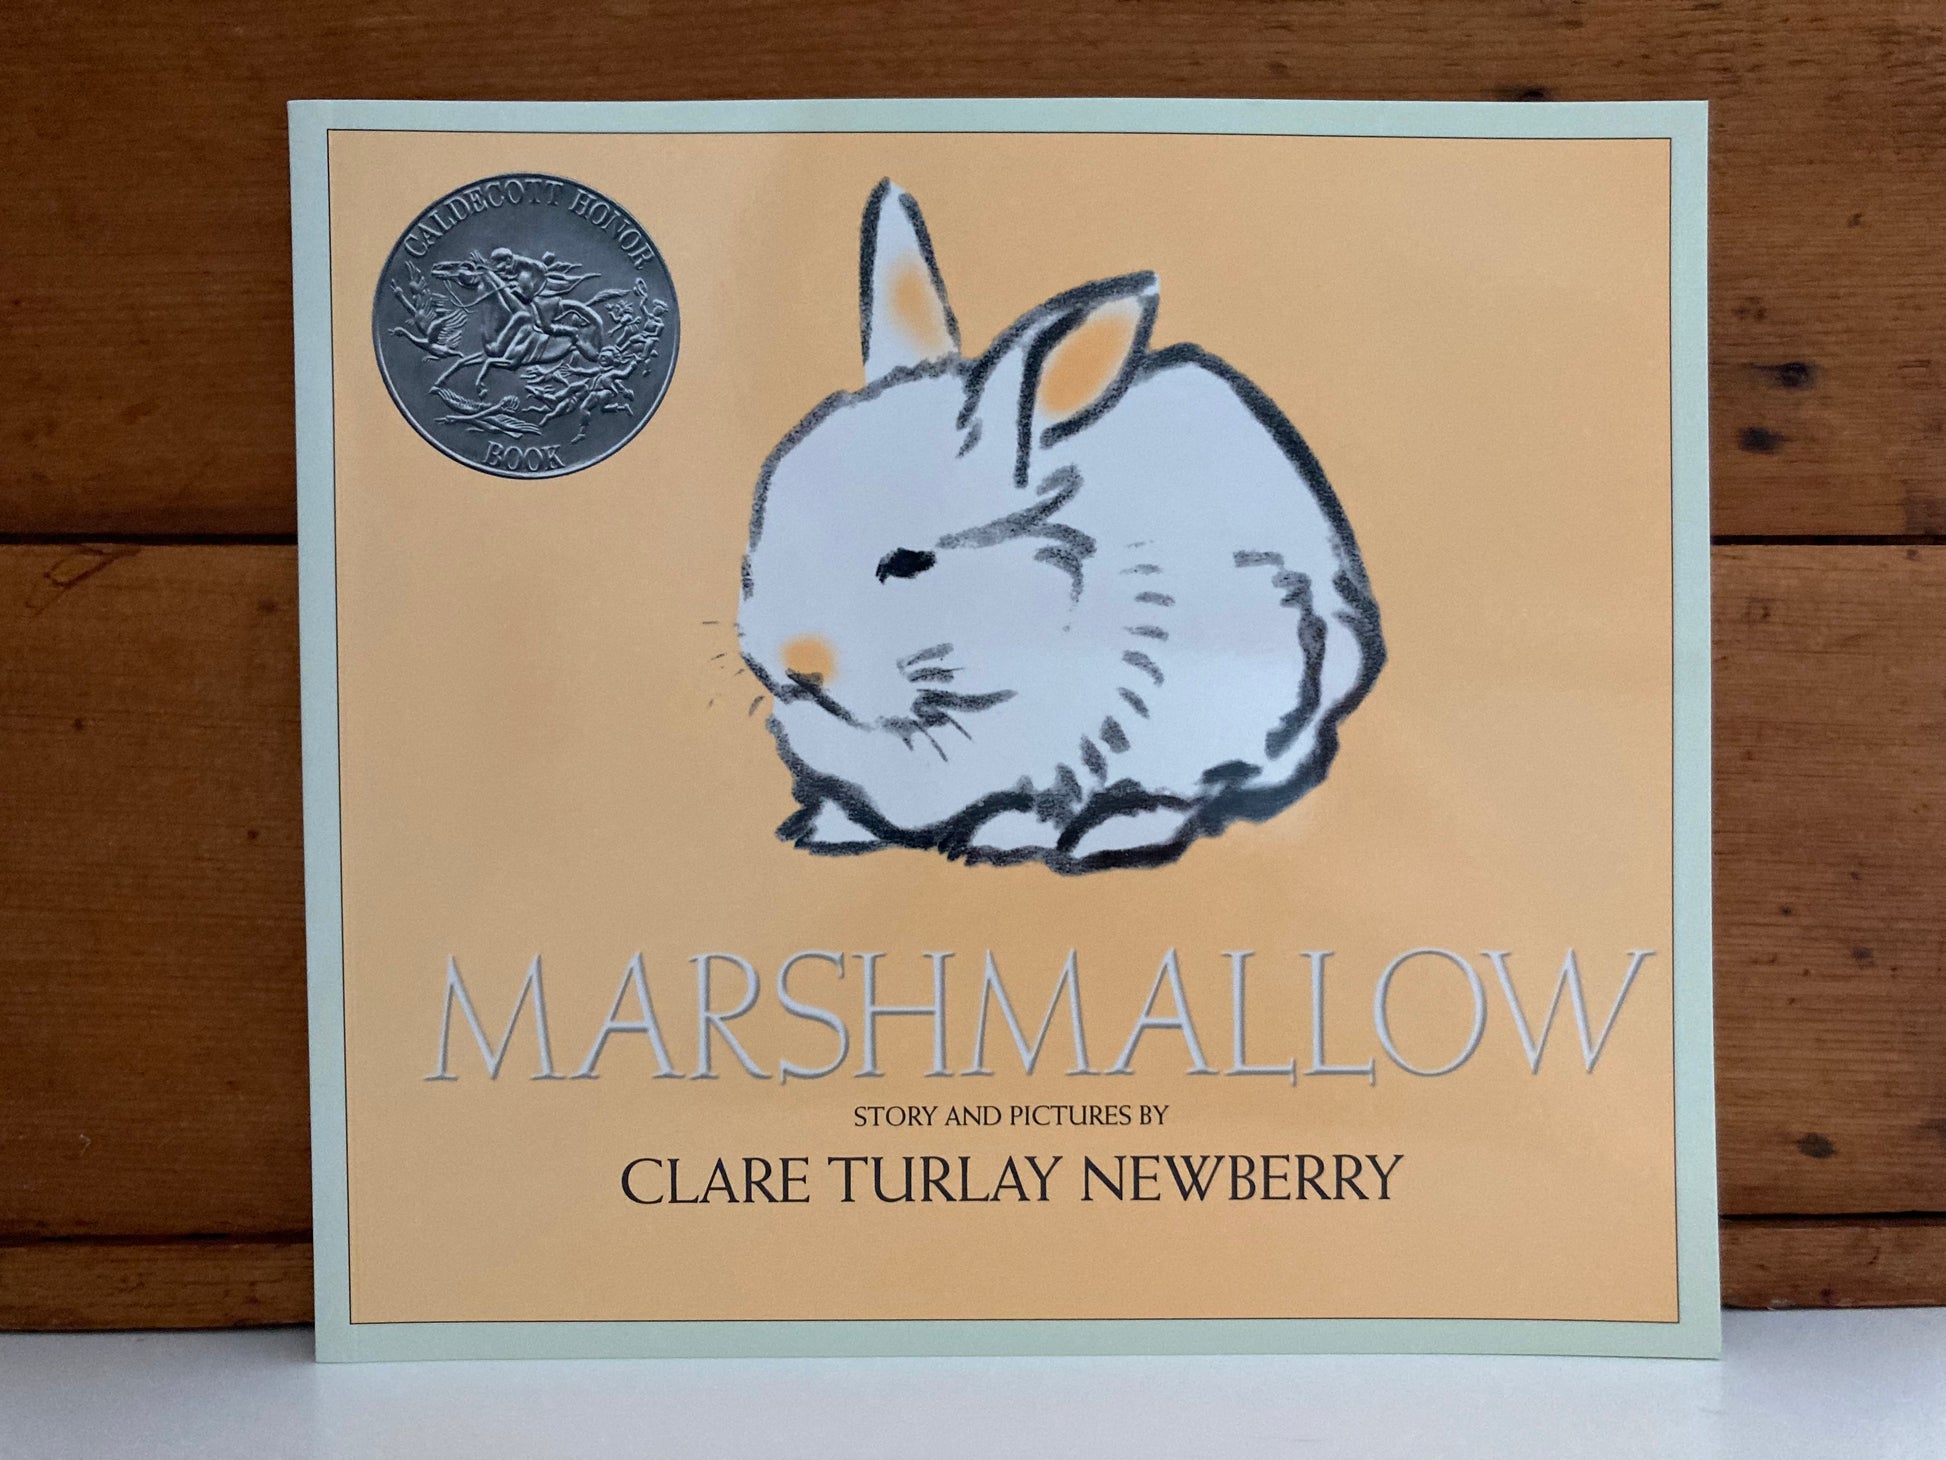 CALDECOTT HONOR
BOOK
MARSHMALLOW
STORY AND PICTURES BY
CLARE TURLAY NEWBERRY